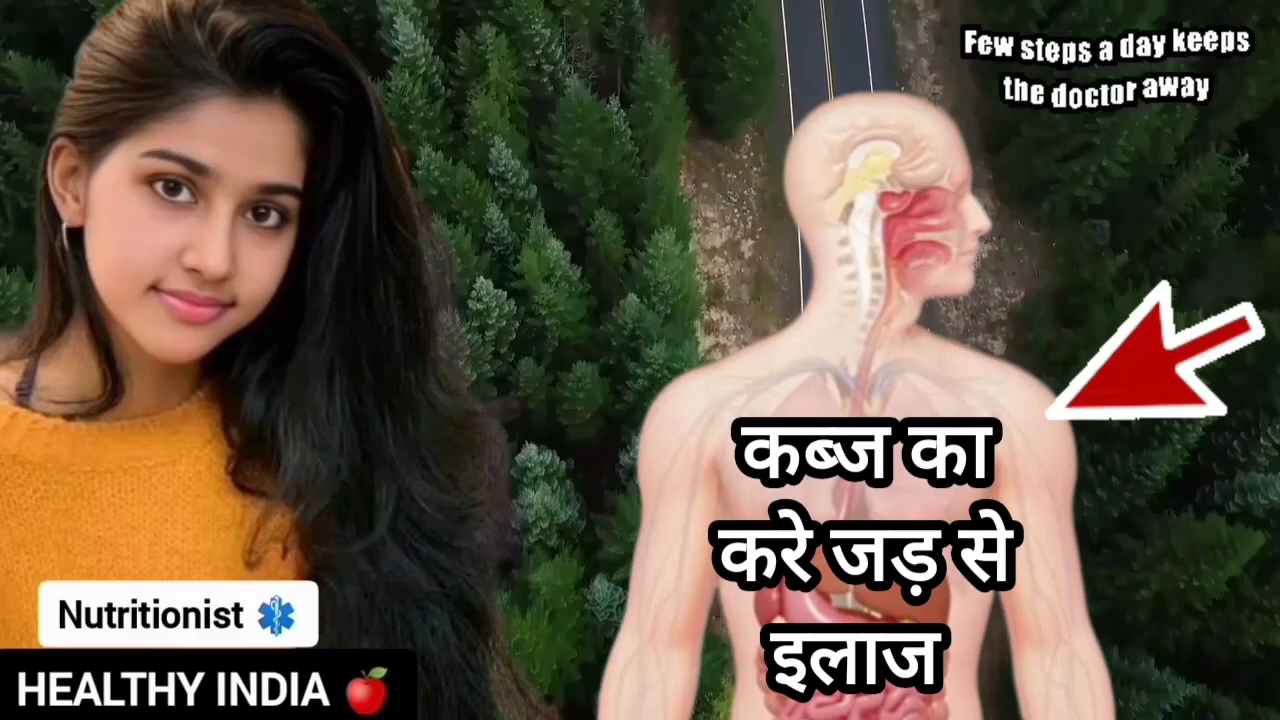 Few steps a day keeps
the doctor away
कब्ज का
करे जड़ से
इलाज
Nutritionist
HEALTHY INDIA